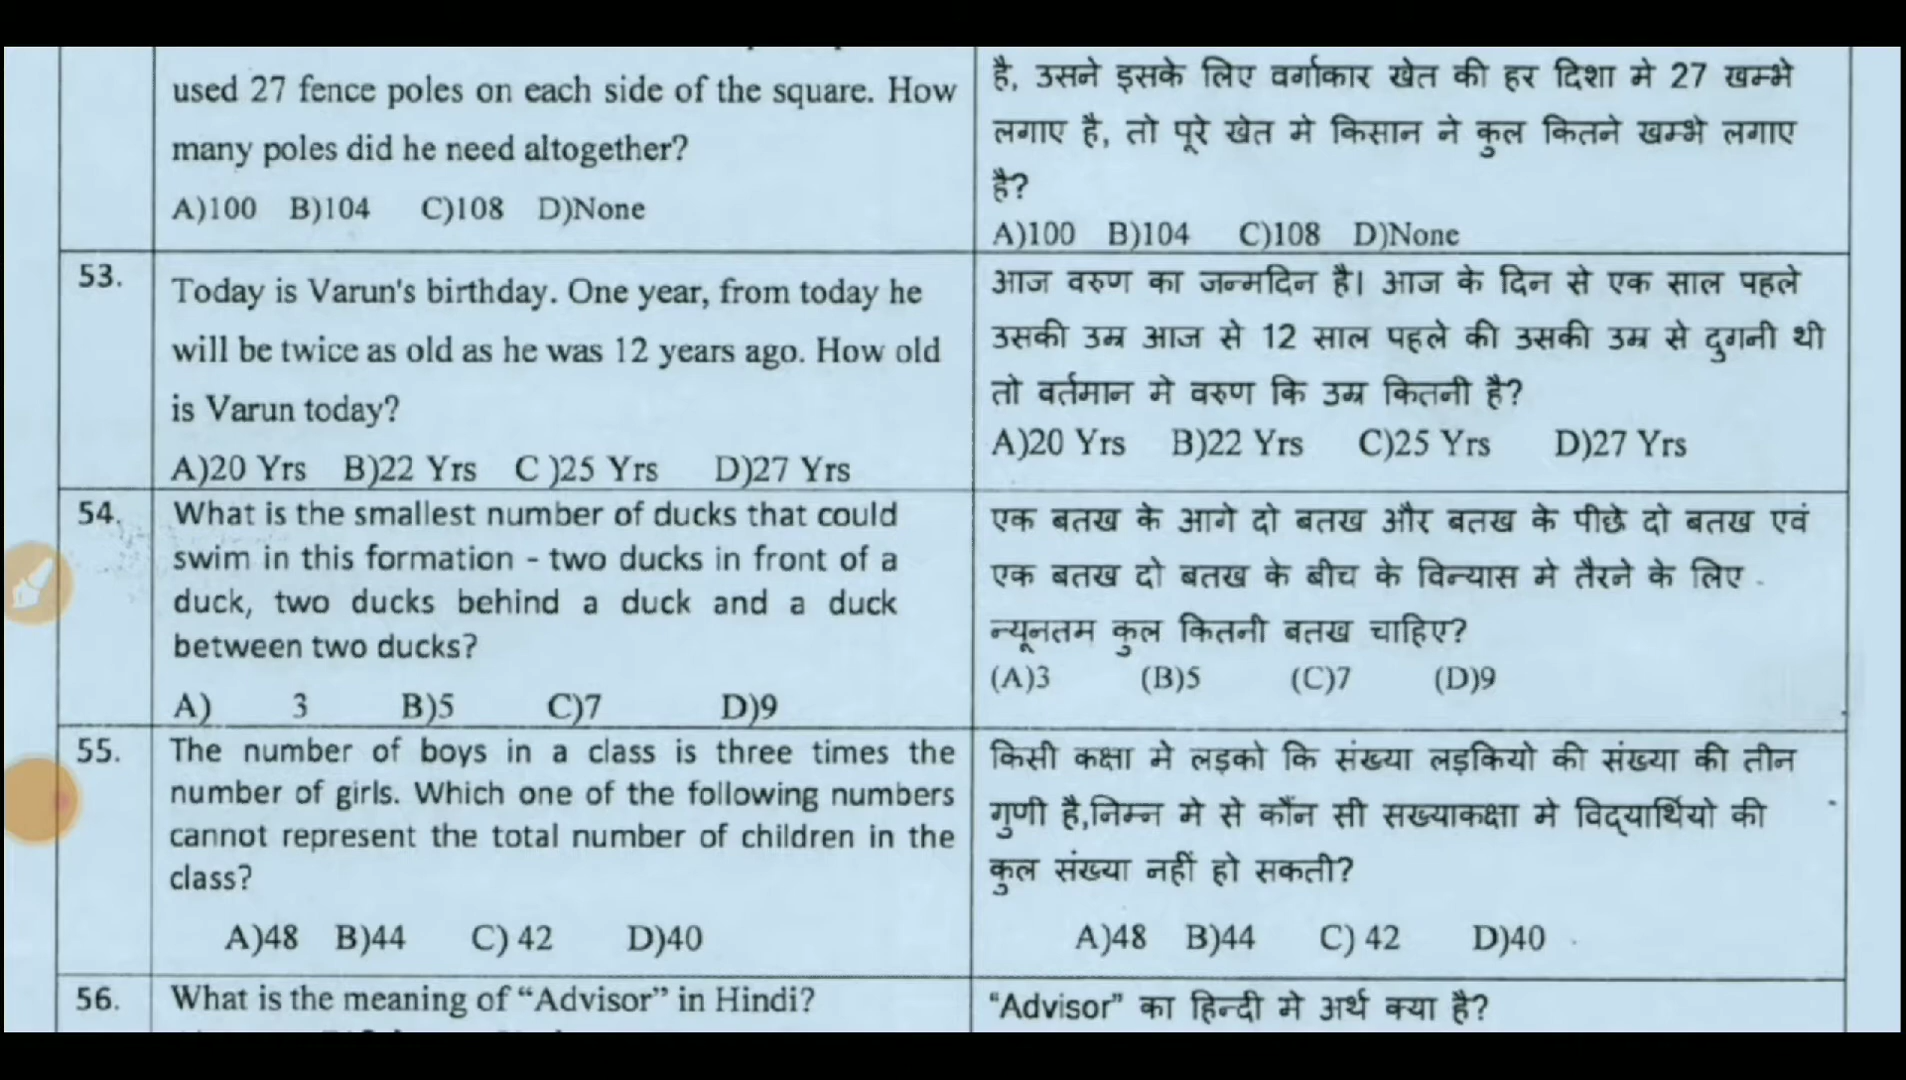 used 27 fence poles on each side of the square. How
many poles did he need altogether?
A)100 B)104 C)108 D)None
है, उसने इसके लिए वर्गाकार खेत की हर दिशा मे 27 खम्भे
लगाए है, तो पूरे खेत मे किसान ने कुल कितने खम्भे लगाए
है?
A)100 B)104 C)108 D)None
53.
Today is Varun's birthday. One year, from today he
will be twice as old as he was 12 years ago. How old
is Varun today?
A)20 Yrs B)22 Yrs C )25 Yrs D)27 Yrs
आज वरुण का जन्मदिन है। आज के दिन से एक साल पहले
उसकी उम्र आज से 12 साल पहले की उसकी उम्र से दुगनी थी
तो वर्तमान मे वरुण कि उम्र कितनी है?
A)20 Yrs B)22 Yrs C)25 Yrs D)27 Yrs
54.
What is the smallest number of ducks that could
swim in this formation - two ducks in front of a
duck, two ducks behind a duck and a duck
between two ducks?
A) 3 B)5 C)7 D)9
एक बतख के आगे दो बतख और बतख के पीछे दो बतख एवं
एक बतख दो बतख के बीच के विन्यास मे तैरने के लिए
न्यूनतम कुल कितनी बतख चाहिए?
(A)3 (B)5 (C)7 (D)9
55.
The number of boys in a class is three times the
number of girls. Which one of the following numbers
cannot represent the total number of children in the
class?
A)48 B)44 C) 42 D)40
किसी कक्षा मे लड़को कि संख्या लड़कियो की संख्या की तीन
गुणी है,निम्न मे से कौंन सी सख्याकक्षा मे विद्यार्थियो की
कुल संख्या नहीं हो सकती?
A)48 B)44 C) 42 D)40
56.
What is the meaning of “Advisor” in Hindi?
“Advisor” का हिन्दी मे अर्थ क्या है?